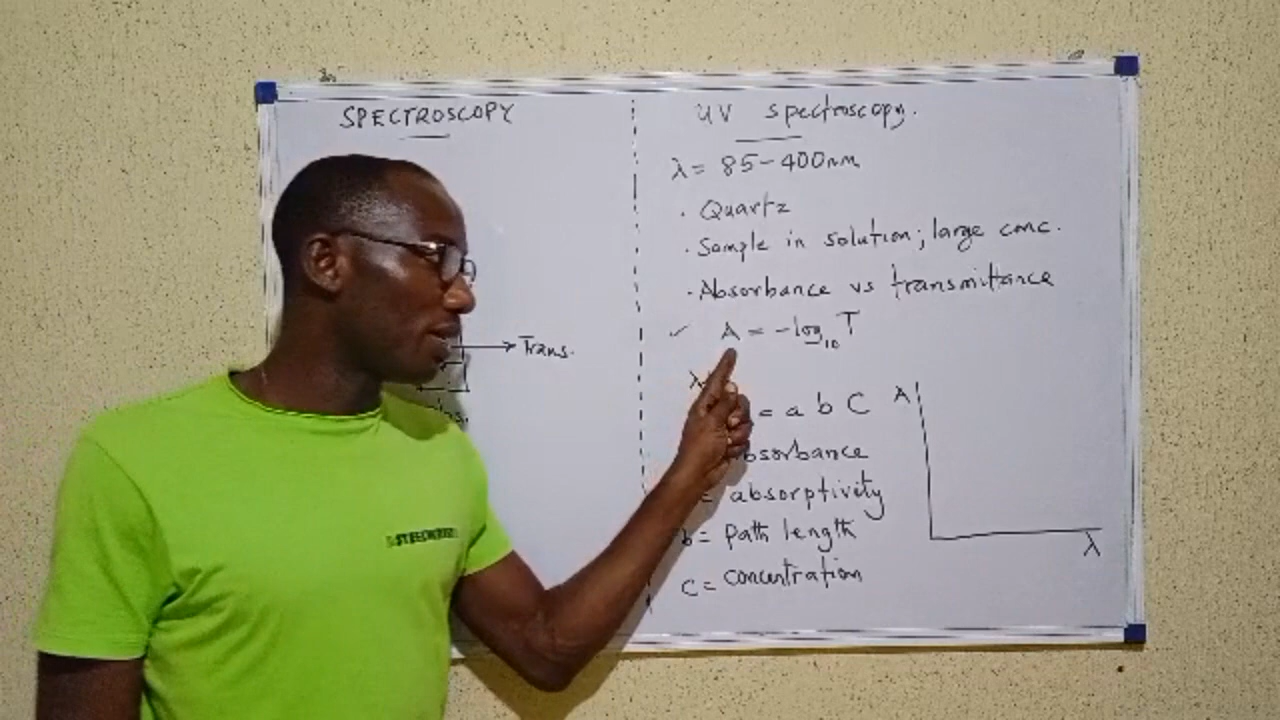 SPECTROSCOPY
Trans.
UV spectroscopy.
λ = 85-400nm
· Quartz
· Sample in solution; large conc.
· Absorbance vs transmittance
✓ A = -log₁₀ T
λ
= a b C
bsorbance
= absorptivity
b = path length
C = concentration
A
λ